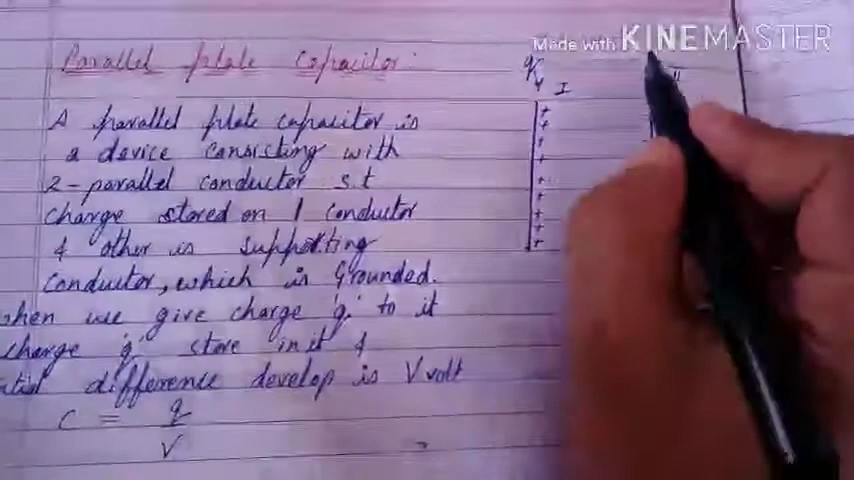 Made with KINEMASTER
Parallel plate Capacitor
I
II
A parallel plate capacitor is
a device consisting with
2-parallel conductor s.t
charge stored on 1 conductor
& other is supporting
conductor, which is Grounded.
when we give charge 'q' to it
charge 'q' store in it &
difference develop is V volt
C = q
V